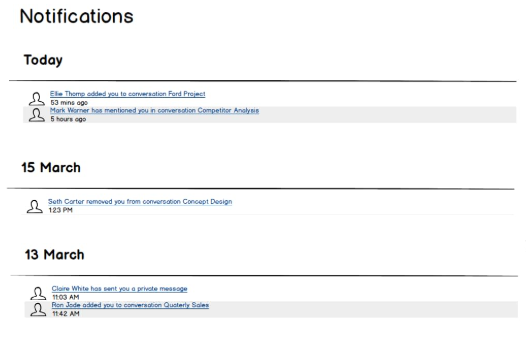 Notifications
Today
Ellie Thomp added you to conversation Ford Project
53 mins ago
Mark Warner has mentioned you in conversation Competitor Analysis
5 hours ago
15 March
Seth Carter removed you from conversation Concept Design
1:23 PM
13 March
Claire White has sent you a private message
11:03 AM
Ron Jade added you to conversation Quaterly Sales
11:42 AM